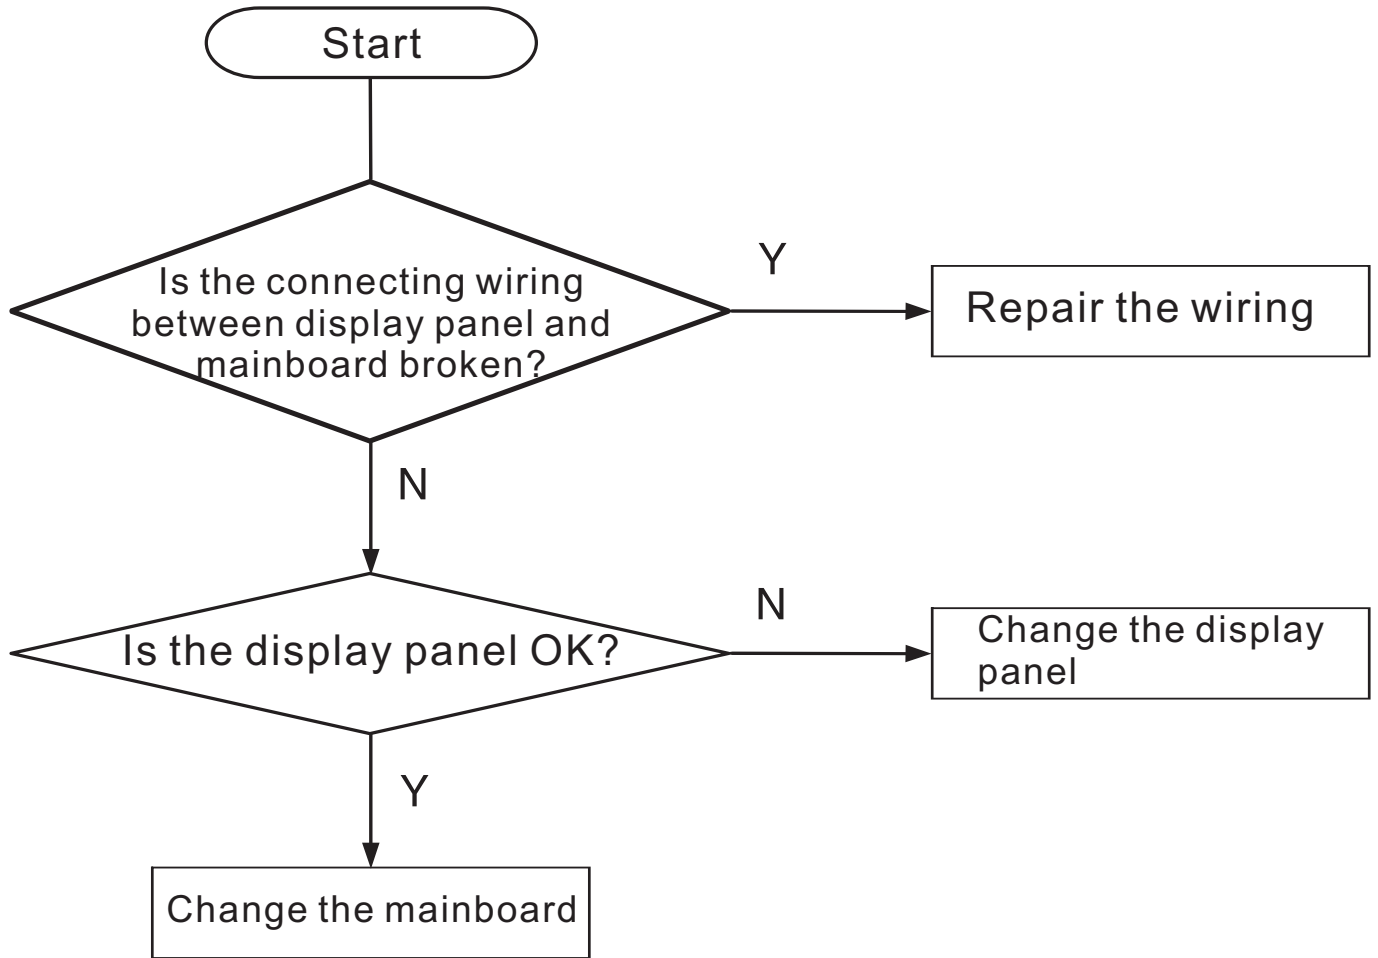 Start
Is the connecting wiring
between display panel and
mainboard broken?
Y
Repair the wiring
N
Is the display panel OK?
N
Change the display
panel
Y
Change the mainboard